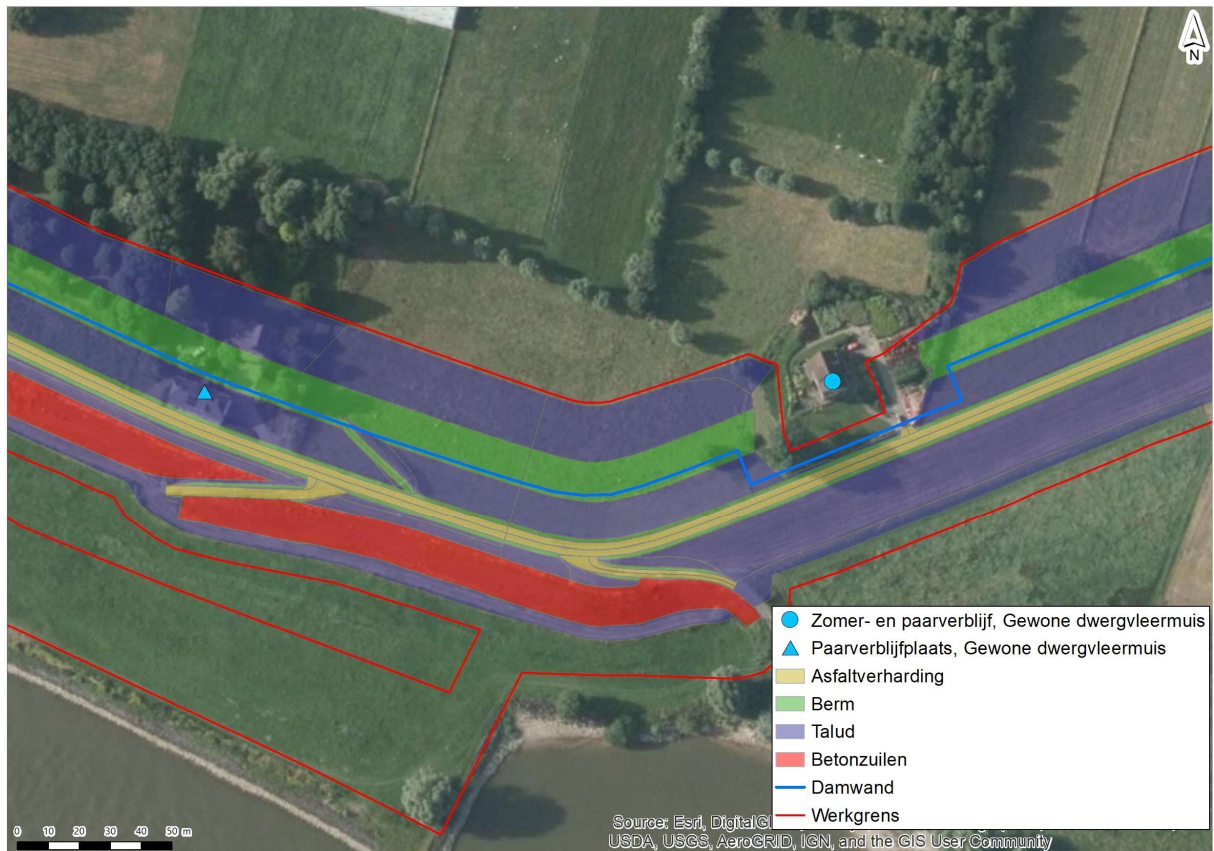 N
Zomer- en paarverblijf, Gewone dwergvleermuis
Paarverblijfplaats, Gewone dwergvleermuis
Asfaltverharding
Berm
Talud
Betonzuilen
Damwand
Werkgrens
0 10 20 30 40 50 m
Source: Esri, DigitalGl
USDA, USGS, AeroGRID, IGN, and the GIS User Community